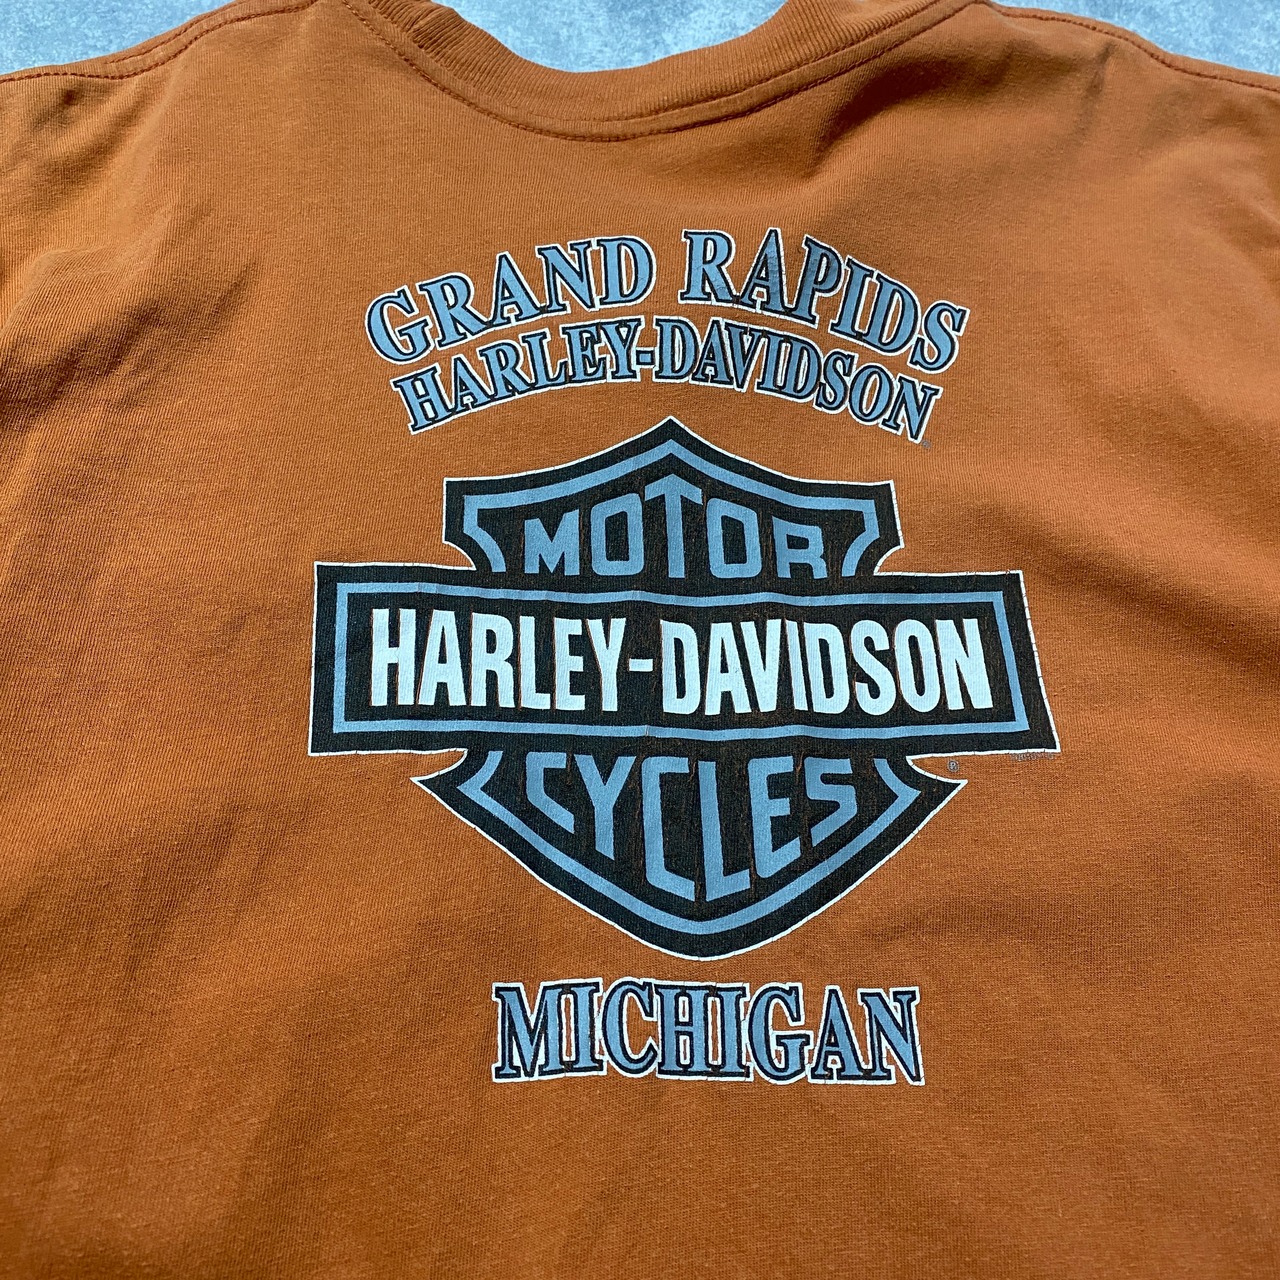 GRAND RAPIDS
HARLEY-DAVIDSON
MOTOR
HARLEY-DAVIDSON
CYCLES
®
MICHIGAN